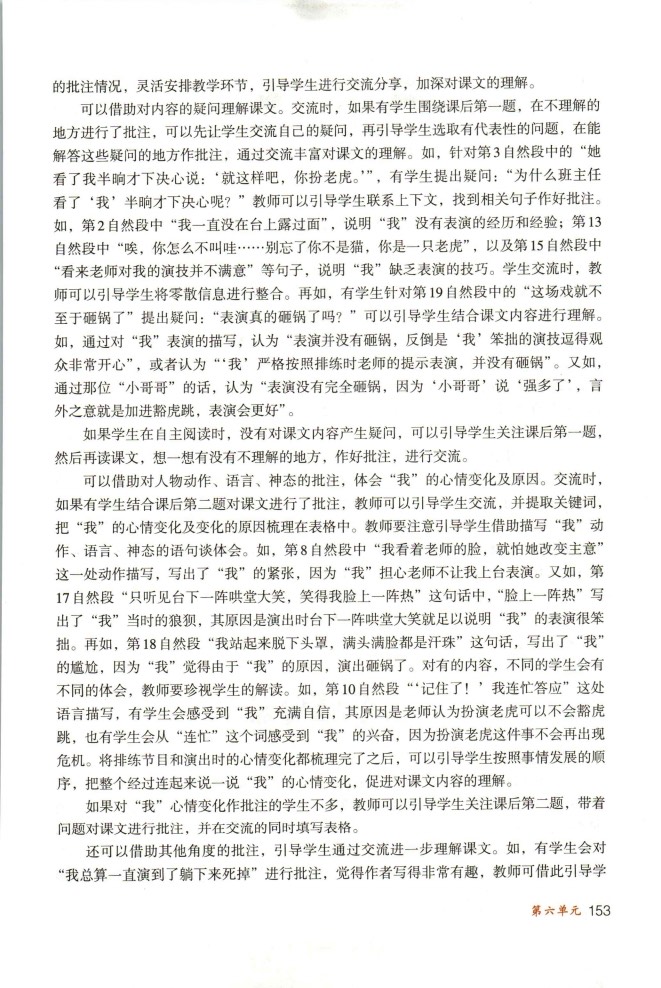 的批注情况，灵活安排教学环节，引导学生进行交流分享，加深对课文的理解。
可以借助对内容的疑问理解课文。交流时，如果有学生围绕课后第一题，在不理解的
地方进行了批注，可以先让学生交流自己的疑问，再引导学生选取有代表性的问题，在能
解答这些疑问的地方作批注，通过交流丰富对课文的理解。如，针对第3自然段中的“她
看了我半晌才下决心说：‘就这样吧，你扮老虎。’”，有学生提出疑问：“为什么班主任
看了‘我’半晌才下决心呢？”教师可以引导学生联系上下文，找到相关句子作好批注。
如，第2自然段中“我一直没在台上露过面”，说明“我”没有表演的经历和经验；第13
自然段中“唉，你怎么不叫哇……别忘了你不是猫，你是一只老虎”，以及第15自然段中
“看来老师对我的演技并不满意”等句子，说明“我”缺乏表演的技巧。学生交流时，教
师可以引导学生将零散信息进行整合。再如，有学生针对第19自然段中的“这场戏就不
至于砸锅了”提出疑问：“表演真的砸锅了吗？”可以引导学生结合课文内容进行理解。
如，通过对“我”表演的描写，认为“表演并没有砸锅，反倒是‘我’笨拙的演技逗得观
众非常开心”，或者认为“‘我’严格按照排练时老师的提示表演，并没有砸锅”。又如，
通过那位“小哥哥”的话，认为“表演没有完全砸锅，因为‘小哥哥’说‘强多了’，言
外之意就是加进豁虎跳，表演会更好”。
如果学生在自主阅读时，没有对课文内容产生疑问，可以引导学生关注课后第一题，
然后再读课文，想一想有没有不理解的地方，作好批注，进行交流。
可以借助对人物动作、语言、神态的批注，体会“我”的心情变化及原因。交流时，
如果有学生结合课后第二题对课文进行了批注，教师可以引导学生交流，并提取关键词，
把“我”的心情变化及变化的原因梳理在表格中。教师要注意引导学生借助描写“我”动
作、语言、神态的语句谈体会。如，第8自然段中“我看着老师的脸，就怕她改变主意”
这一处动作描写，写出了“我”的紧张，因为“我”担心老师不让我上台表演。又如，第
17自然段“只听见台下一阵哄堂大笑，笑得我脸上一阵热”这句话中，“脸上一阵热”写
出了“我”当时的狼狈，其原因是演出时台下一阵哄堂大笑就足以说明“我”的表演很笨
拙。再如，第18自然段“我站起来脱下头罩，满头满脸都是汗珠”这句话，写出了“我”
的尴尬，因为“我”觉得由于“我”的原因，演出砸锅了。对有的内容，不同的学生会有
不同的体会，教师要珍视学生的解读。如，第10自然段“‘记住了！’我连忙答应”这处
语言描写，有学生会感受到“我”充满自信，其原因是老师认为扮演老虎可以不会豁虎
跳，也有学生会从“连忙”这个词感受到“我”的兴奋，因为扮演老虎这件事不会再出现
危机。将排练节目和演出时的心情变化都梳理完了之后，可以引导学生按照事情发展的顺
序，把整个经过连起来说一说“我”的心情变化，促进对课文内容的理解。
如果对“我”心情变化作批注的学生不多，教师可以引导学生关注课后第二题，带着
问题对课文进行批注，并在交流的同时填写表格。
还可以借助其他角度的批注，引导学生通过交流进一步理解课文。如，有学生会对
“我总算一直演到了躺下来死掉”进行批注，觉得作者写得非常有趣，教师可借此引导学
第六单元 153